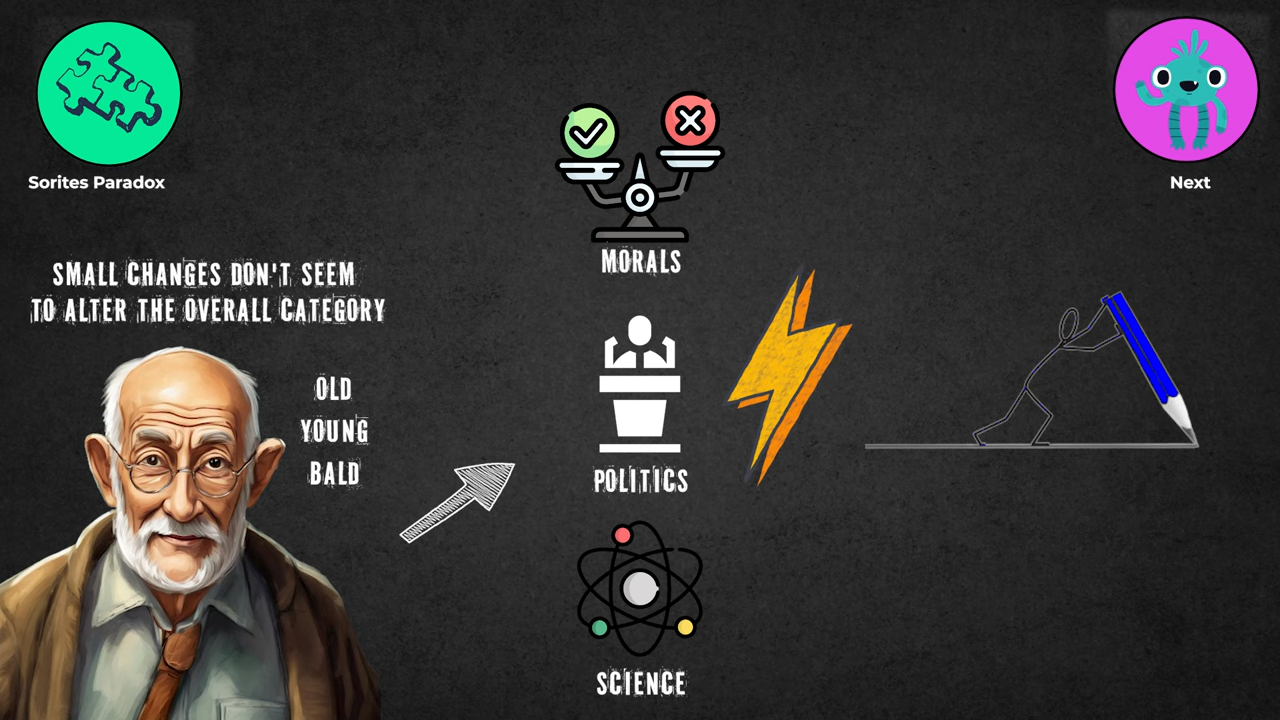 Sorites Paradox
Next
SMALL CHANGES DON'T SEEM
TO ALTER THE OVERALL CATEGORY
OLD
YOUNG
BALD
MORALS
POLITICS
SCIENCE